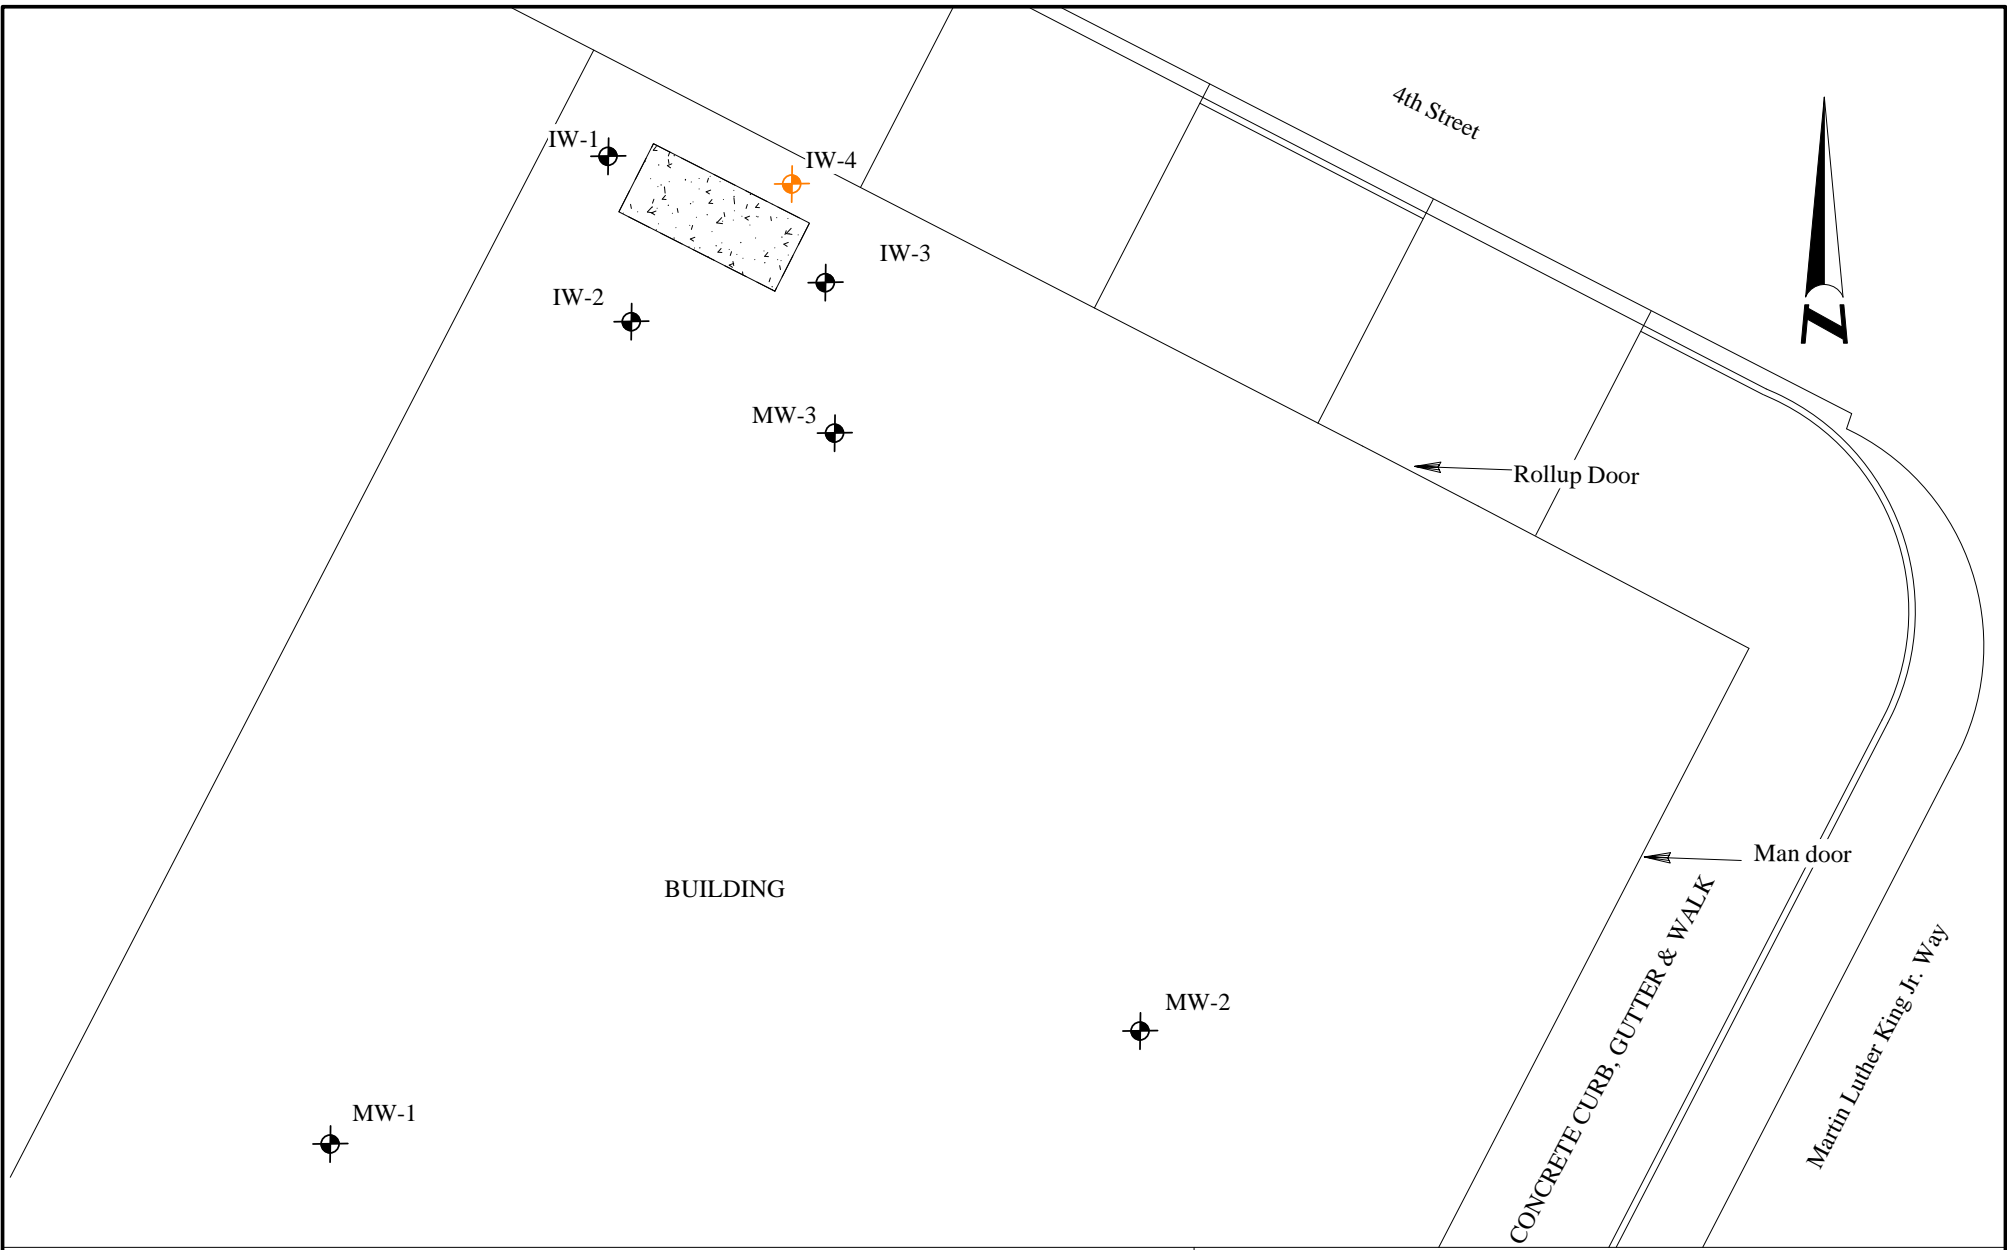 4th Street
IW-1
IW-4
IW-3
IW-2
N
MW-3
Rollup Door
Man door
BUILDING
CONCRETE CURB, GUTTER & WALK
Martin Luther King Jr. Way
MW-2
MW-1